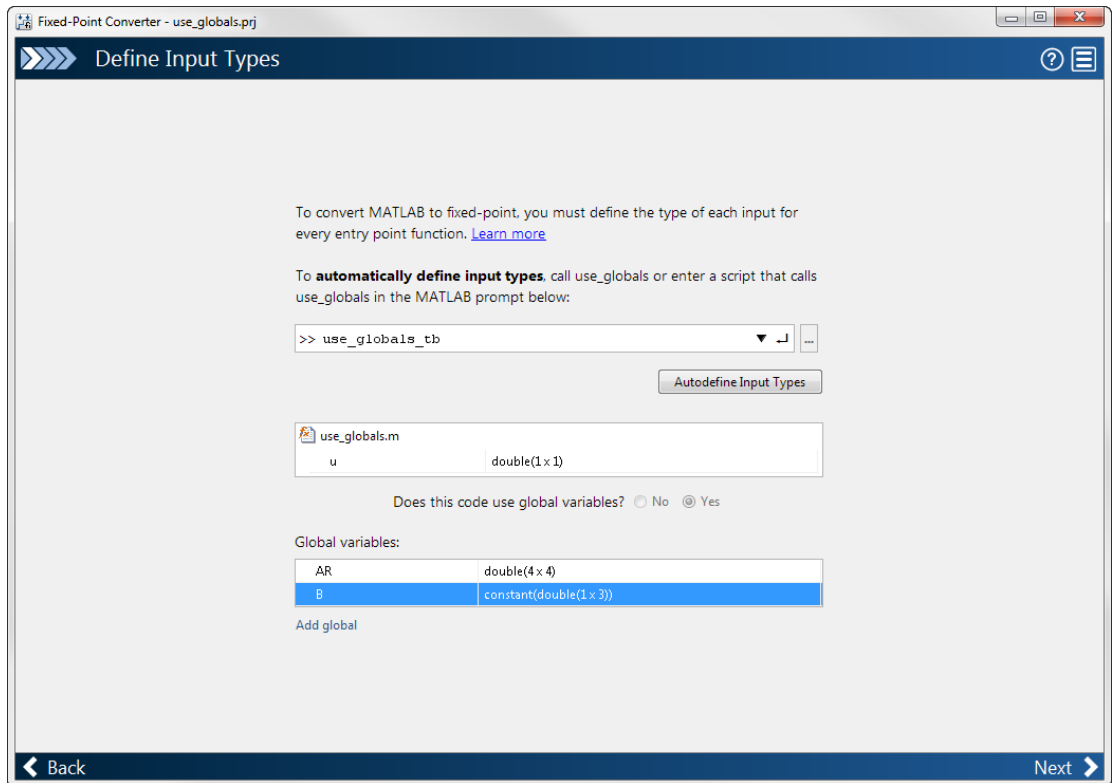 Fixed-Point Converter - use_globals.prj
Define Input Types
To convert MATLAB to fixed-point, you must define the type of each input for
every entry point function. Learn more
To automatically define input types, call use_globals or enter a script that calls
use_globals in the MATLAB prompt below:
>> use_globals_tb
...
Autodefine Input Types
use_globals.m
u double(1 x 1)
Does this code use global variables? No Yes
Global variables:
AR double(4 x 4)
B constant(double(1 x 3))
Add global
Back Next